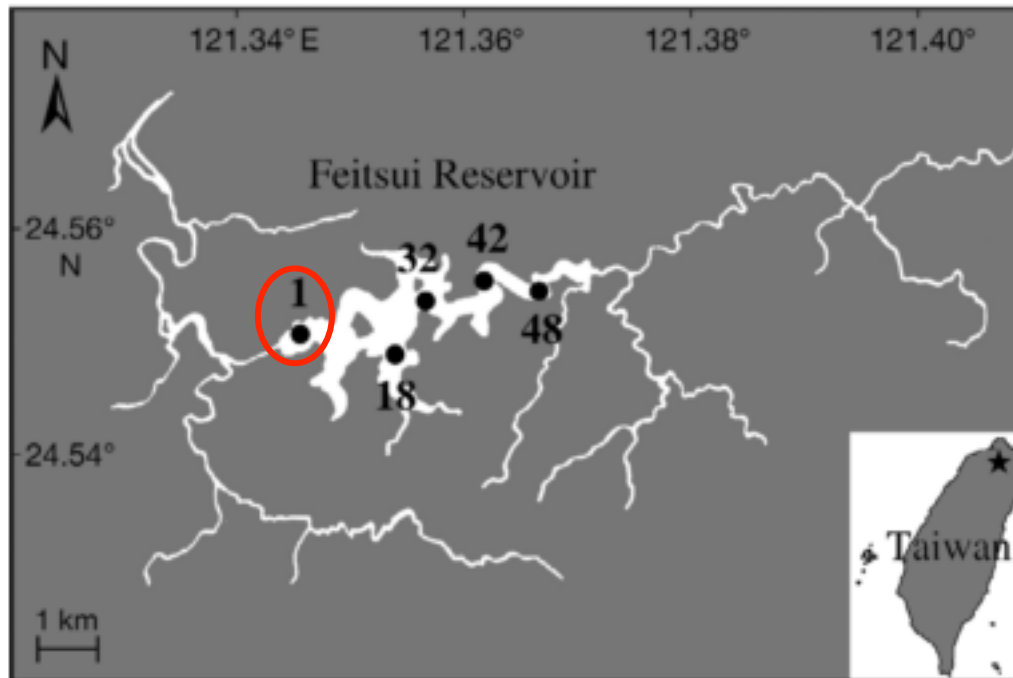 121.34° E
121.36°
121.38°
121.40°
N
Feitsui Reservoir
24.56°
N
42
32
1
48
18
24.54°
Taiwan
1 km